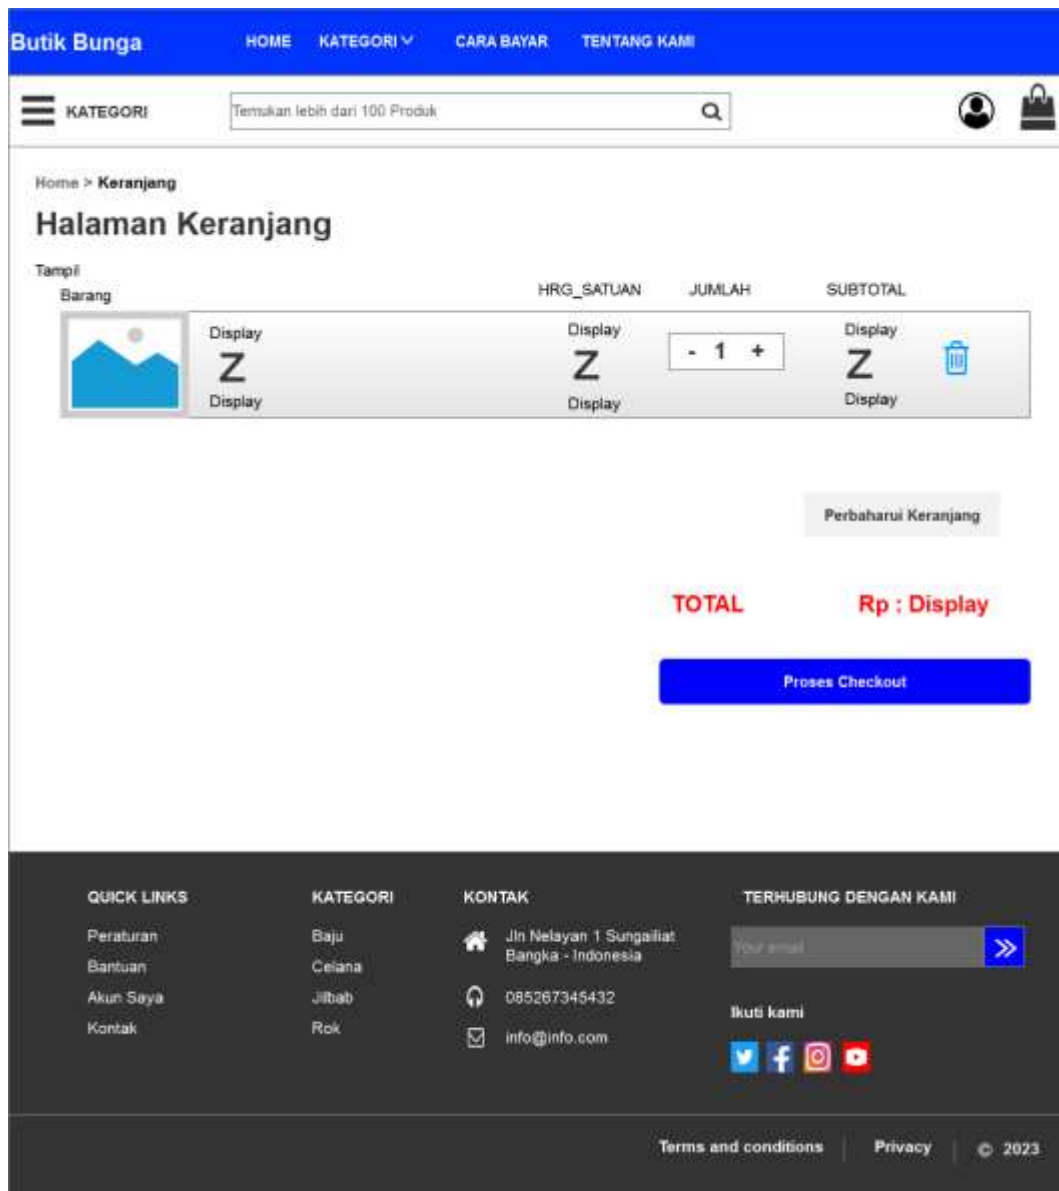 Butik Bunga HOME KATEGORI CARA BAYAR TENTANG KAMI
KATEGORI Temukan lebih dari 100 Produk
Home > Keranjang
Halaman Keranjang
Tampil
Barang HRG_SATUAN JUMLAH SUBTOTAL
Display Display Display
Z Z - 1 + Z
Display Display Display
Perbaharui Keranjang
TOTAL Rp : Display
Proses Checkout
QUICK LINKS KATEGORI KONTAK TERHUBUNG DENGAN KAMI
Peraturan Baju Jln Nelayan 1 Sungailiat
Bangka - Indonesia Your email
Bantuan Celana
Akun Saya Jilbab 085267345432
Ikuti kami
Kontak Rok info@info.com
Terms and conditions Privacy © 2023